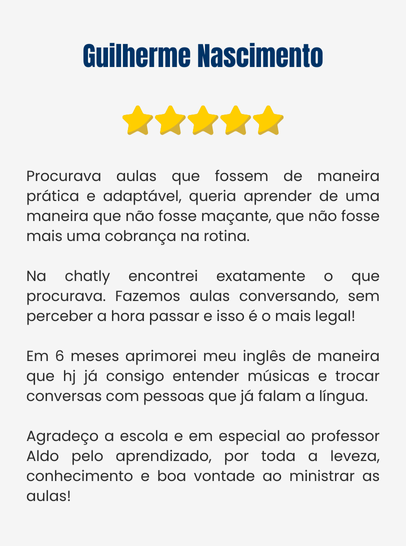 Guilherme Nascimento
Procurava aulas que fossem de maneira
prática e adaptável, queria aprender de uma
maneira que não fosse maçante, que não fosse
mais uma cobrança na rotina.
Na chatly encontrei exatamente o que
procurava. Fazemos aulas conversando, sem
perceber a hora passar e isso é o mais legal!
Em 6 meses aprimorei meu inglês de maneira
que hj já consigo entender músicas e trocar
conversas com pessoas que já falam a língua.
Agradeço a escola e em especial ao professor
Aldo pelo aprendizado, por toda a leveza,
conhecimento e boa vontade ao ministrar as
aulas!